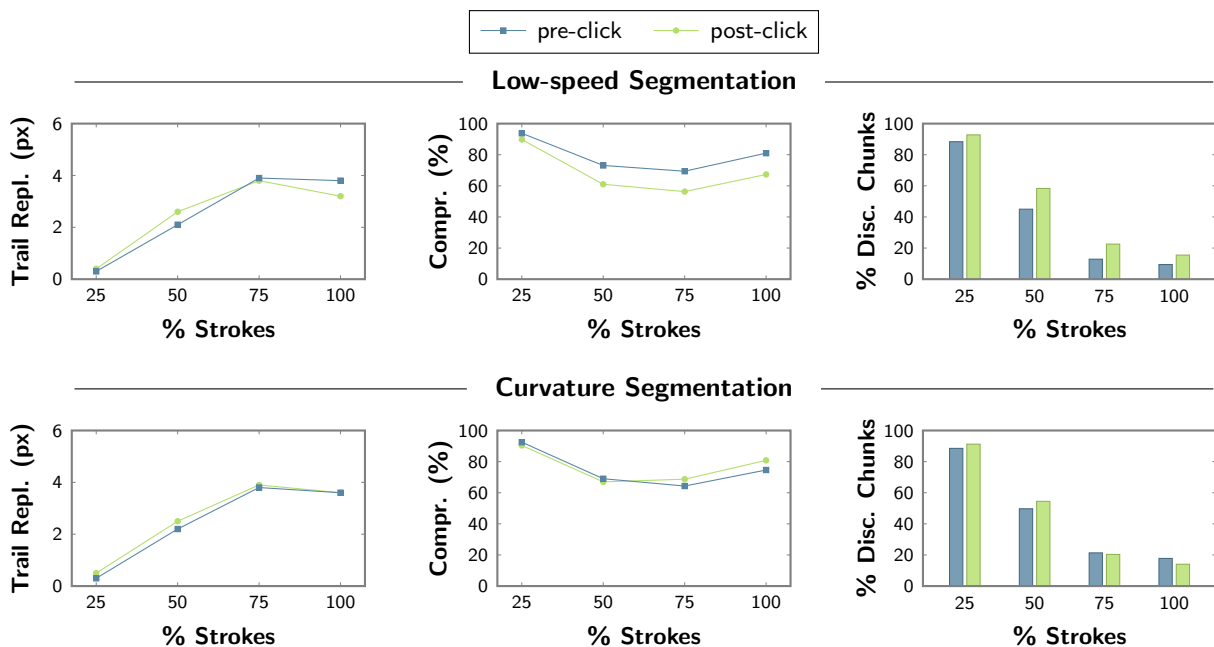 pre-click post-click
Low-speed Segmentation
Trail Repl. (px)
6
4
2
0
25 50 75 100
% Strokes
Compr. (%)
100
80
60
40
20
0
25 50 75 100
% Strokes
% Disc. Chunks
100
80
60
40
20
0
25 50 75 100
% Strokes
Curvature Segmentation
Trail Repl. (px)
6
4
2
0
25 50 75 100
% Strokes
Compr. (%)
100
80
60
40
20
0
25 50 75 100
% Strokes
% Disc. Chunks
100
80
60
40
20
0
25 50 75 100
% Strokes